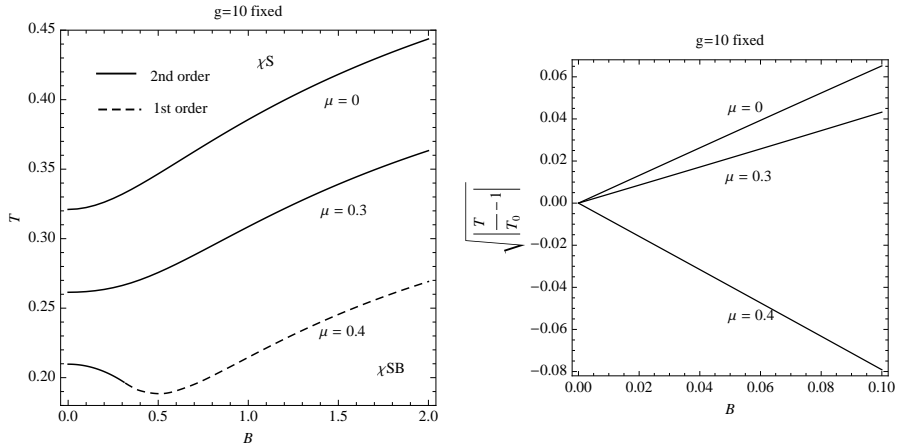 g=10 fixed
0.45
0.40
0.35
0.30
0.25
0.20
T
χS
2nd order
1st order
μ = 0
μ = 0.3
μ = 0.4
χSB
0.0 0.5 1.0 1.5 2.0
B
g=10 fixed
0.06
0.04
0.02
0.00
−0.02
−0.04
−0.06
−0.08
√|T/T₀ − 1|
μ = 0
μ = 0.3
μ = 0.4
0.00 0.02 0.04 0.06 0.08 0.10
B